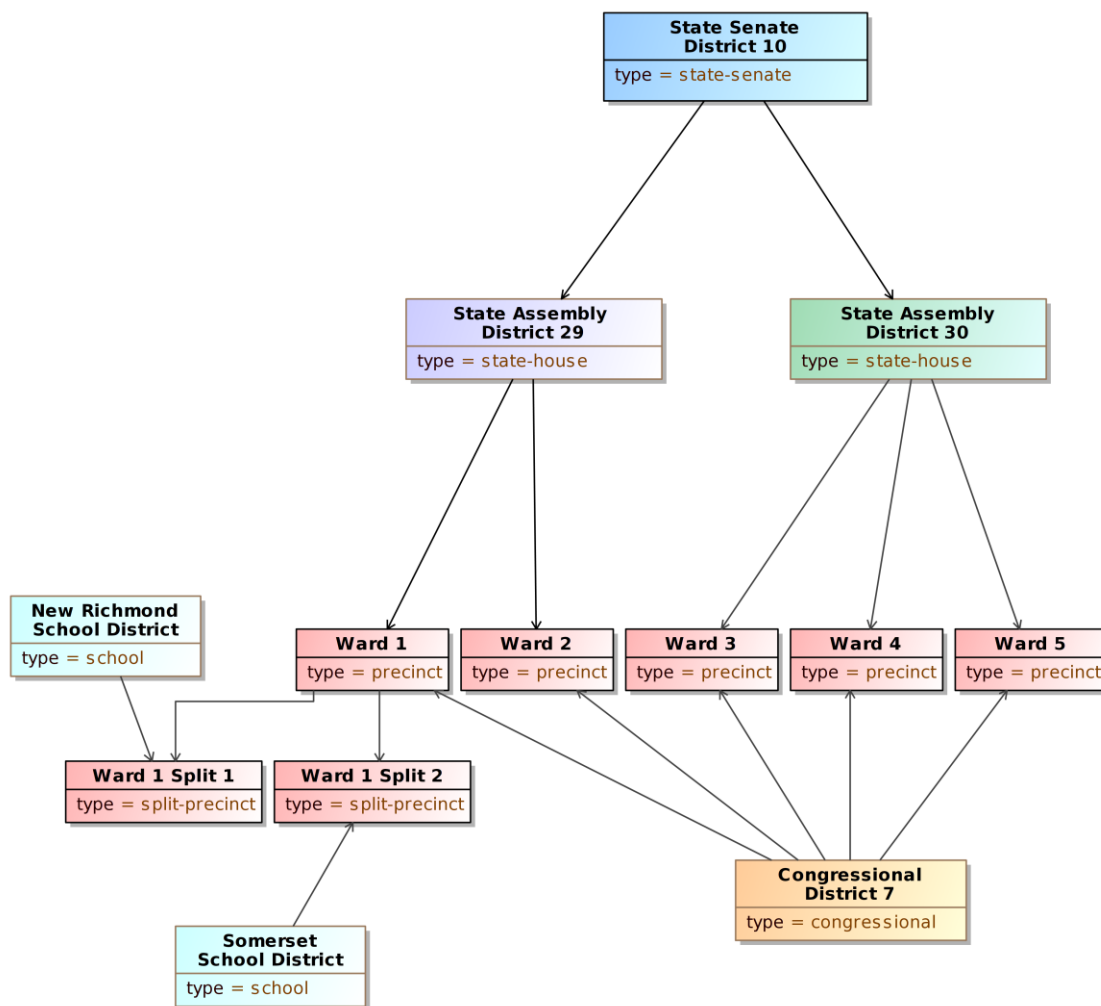 State Senate
District 10
type = state-senate
State Assembly
District 29
type = state-house
State Assembly
District 30
type = state-house
New Richmond
School District
type = school
Ward 1
type = precinct
Ward 2
type = precinct
Ward 3
type = precinct
Ward 4
type = precinct
Ward 5
type = precinct
Ward 1 Split 1
type = split-precinct
Ward 1 Split 2
type = split-precinct
Congressional
District 7
type = congressional
Somerset
School District
type = school